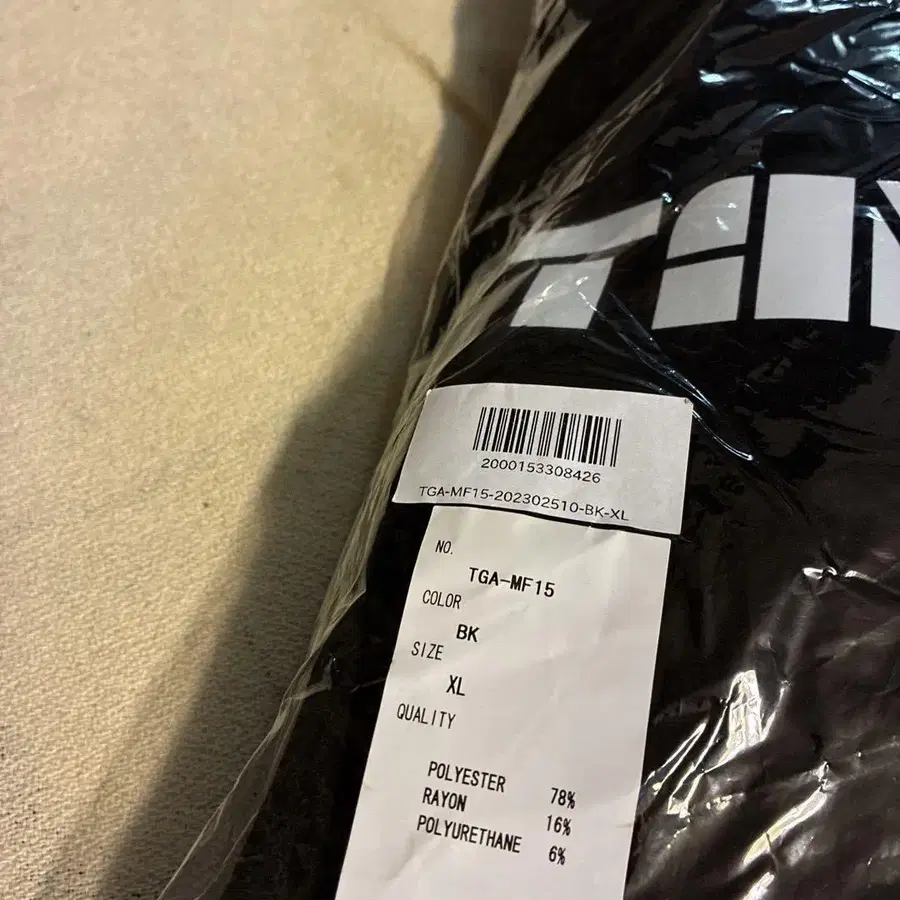 2000153308426
TGA-MF15-202302510-BK-XL
NO.
TGA-MF15
COLOR
BK
SIZE
XL
QUALITY
POLYESTER 78%
RAYON 16%
POLYURETHANE 6%